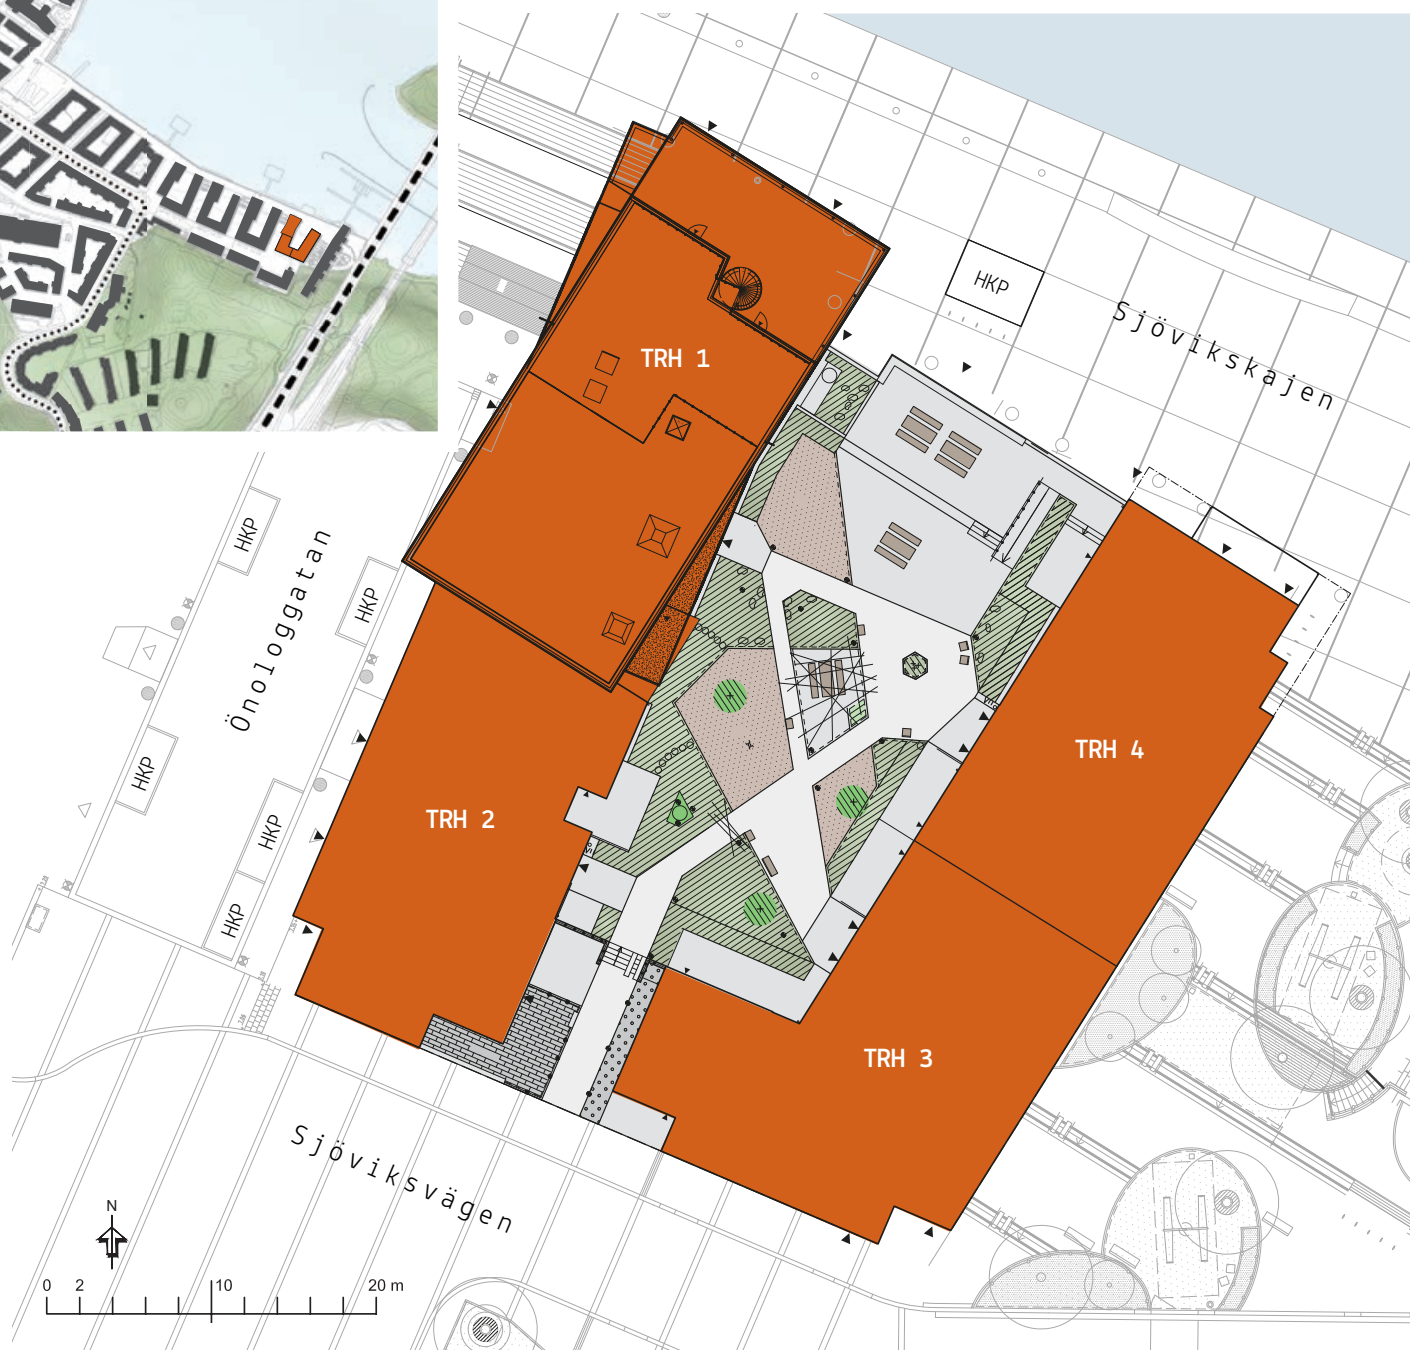 HKP
Sjövikskajen
TRH 1
HKP
Önologgatan
HKP
TRH 4
HKP
TRH 2
HKP
HKP
TRH 3
Sjöviksvägen
N
0 2 10 20 m